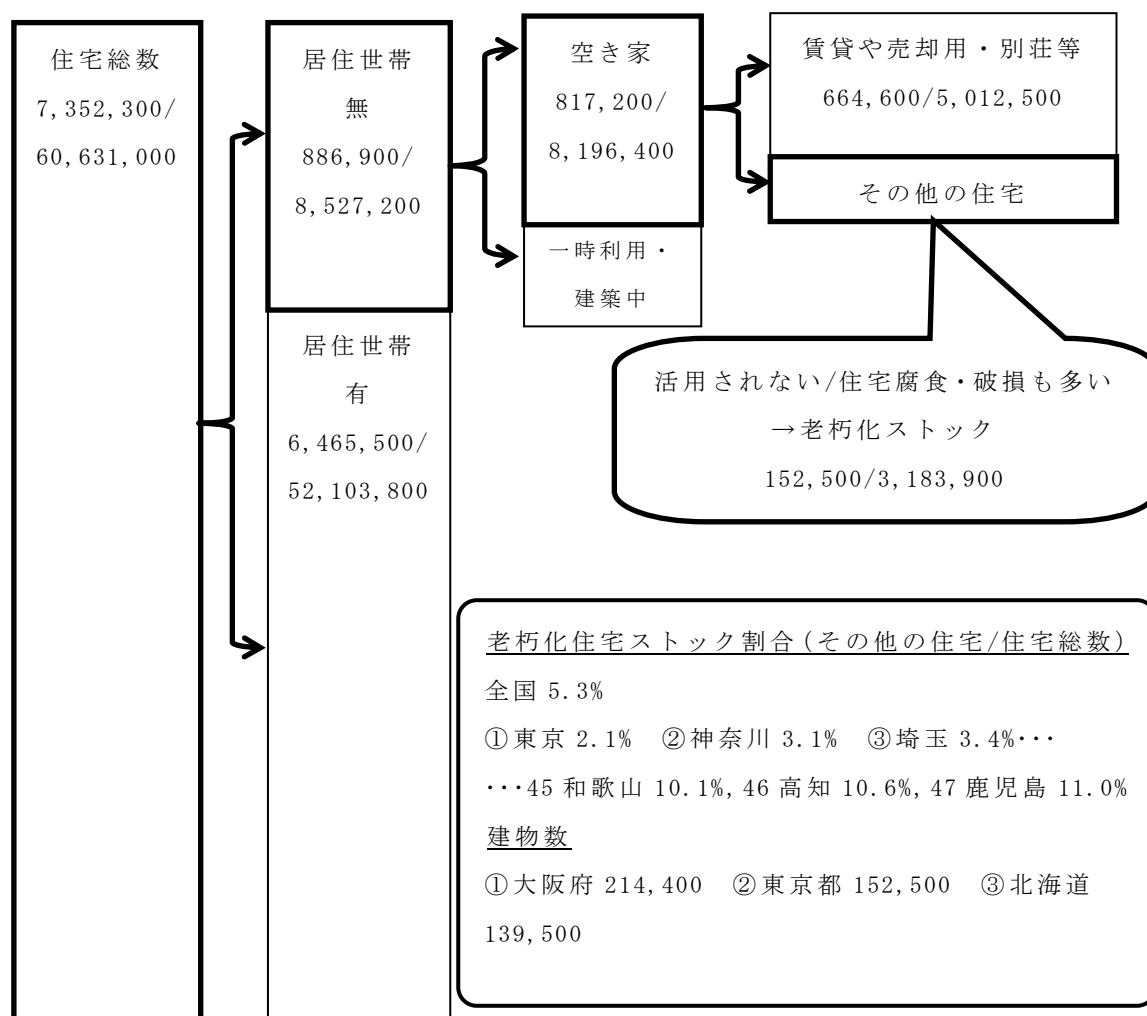 住宅総数
7,352,300/
60,631,000
居住世帯
無
886,900/
8,527,200
居住世帯
有
6,465,500/
52,103,800
空き家
817,200/
8,196,400
一時利用・
建築中
賃貸や売却用・別荘等
664,600/5,012,500
その他の住宅
活用されない/住宅腐食・破損も多い
→老朽化ストック
152,500/3,183,900
老朽化住宅ストック割合(その他の住宅/住宅総数)
全国 5.3%
①東京 2.1% ②神奈川 3.1% ③埼玉 3.4%・・・
・・・45 和歌山 10.1%, 46 高知 10.6%, 47 鹿児島 11.0%
建物数
①大阪府 214,400 ②東京都 152,500 ③北海道
139,500